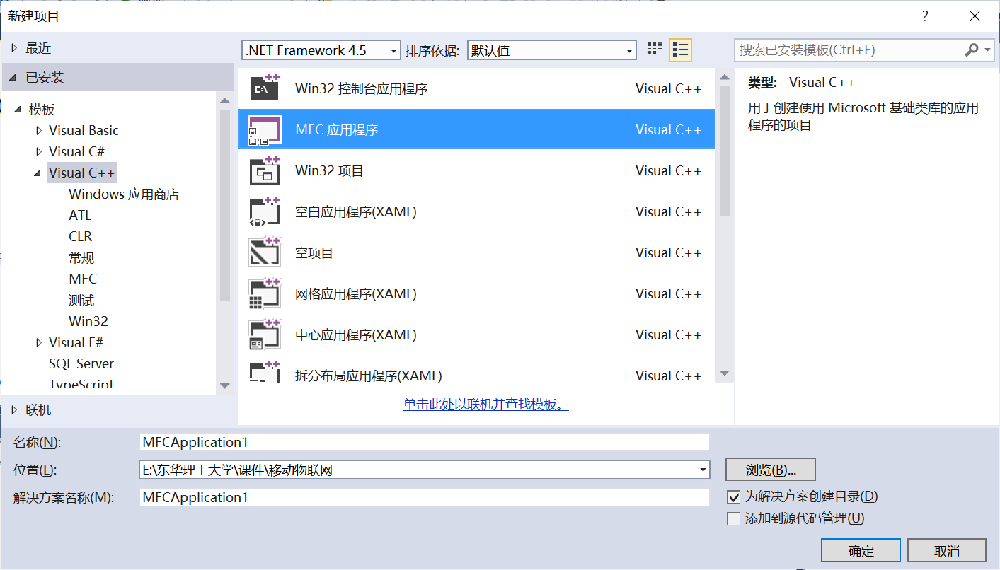 新建项目
?
最近
已安装
模板
Visual Basic
Visual C#
Visual C++
Windows 应用商店
ATL
CLR
常规
MFC
测试
Win32
Visual F#
SQL Server
TypeScript
联机
.NET Framework 4.5 排序依据: 默认值
Win32 控制台应用程序 Visual C++
MFC 应用程序 Visual C++
Win32 项目 Visual C++
空白应用程序(XAML) Visual C++
空项目 Visual C++
网格应用程序(XAML) Visual C++
中心应用程序(XAML) Visual C++
拆分布局应用程序(XAML) Visual C++
单击此处以联机并查找模板。
搜索已安装模板(Ctrl+E)
类型: Visual C++
用于创建使用 Microsoft 基础类库的应用
程序的项目
名称(N): MFCApplication1
位置(L): E:\东华理工大学\课件\移动物联网 浏览(B)...
解决方案名称(M): MFCApplication1 为解决方案创建目录(D)
添加到源代码管理(U)
确定 取消